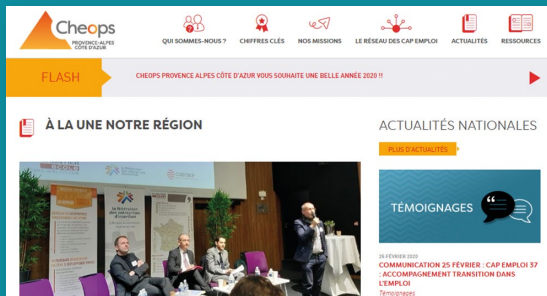 Cheops
PROVENCE-ALPES
CÔTE D'AZUR
QUI SOMMES-NOUS ?
CHIFFRES CLÉS
NOS MISSIONS
LE RÉSEAU DES CAP EMPLOI
ACTUALITÉS
RESSOURCES
FLASH
CHEOPS PROVENCE ALPES CÔTE D'AZUR VOUS SOUHAITE UNE BELLE ANNÉE 2020 !!
À LA UNE NOTRE RÉGION
ACTUALITÉS NATIONALES
PLUS D'ACTUALITÉS
TÉMOIGNAGES
26 FÉVRIER 2020
COMMUNICATION 25 FÉVRIER : CAP EMPLOI 37
: ACCOMPAGNEMENT TRANSITION DANS
L'EMPLOI
Témoignages